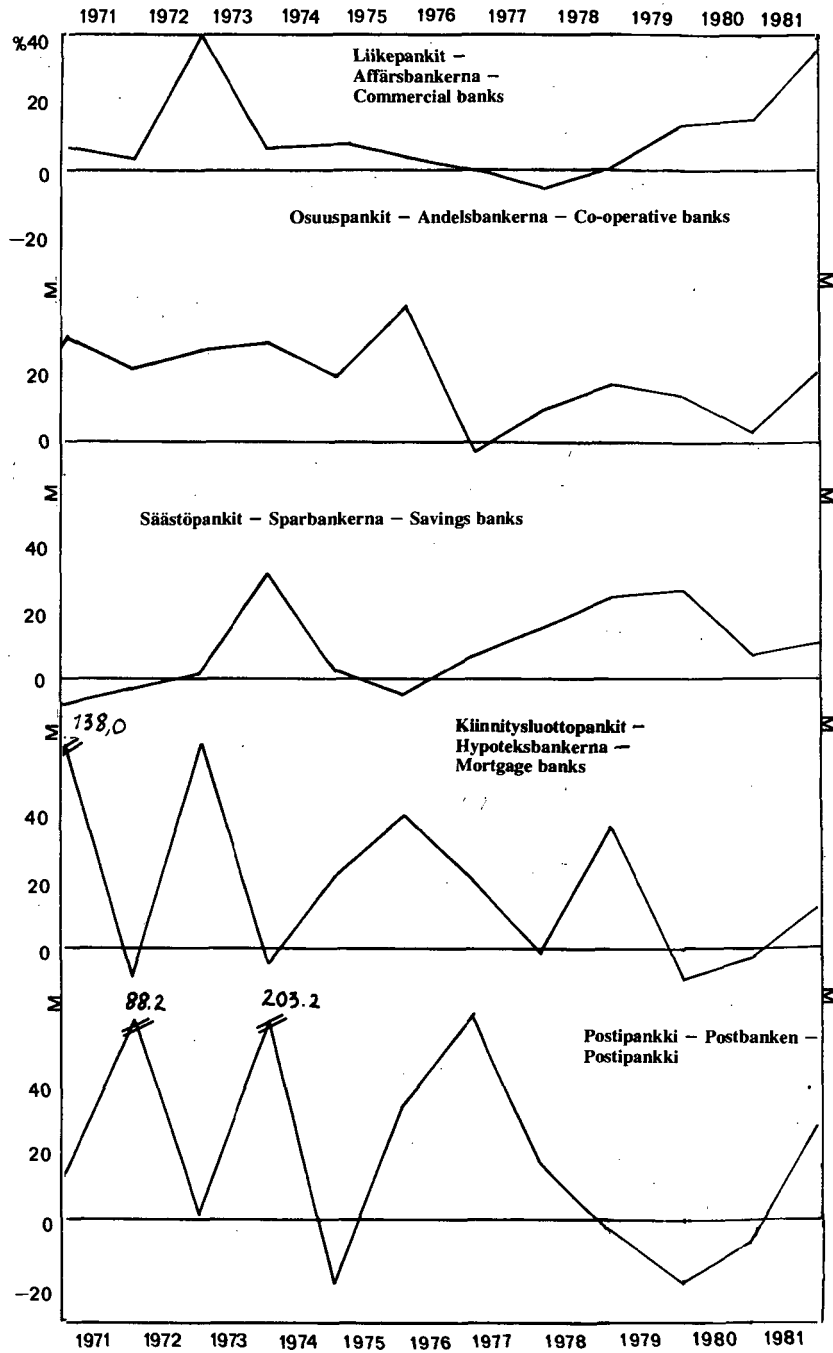 1971 1972 1973 1974 1975 1976 1977 1978 1979 1980 1981
%40
Liikepankit –
Affärsbankerna –
Commercial banks
20
0
Osuuspankit – Andelsbankerna – Co-operative banks
−20
20
0
Säästöpankit – Sparbankerna – Savings banks
40
20
0
138,0
Kiinnitysluottopankit –
Hypoteksbankerna –
Mortgage banks
40
20
0
88.2 203.2
Postipankki – Postbanken –
Postipankki
40
20
0
−20
1971 1972 1973 1974 1975 1976 1977 1978 1979 1980 1981